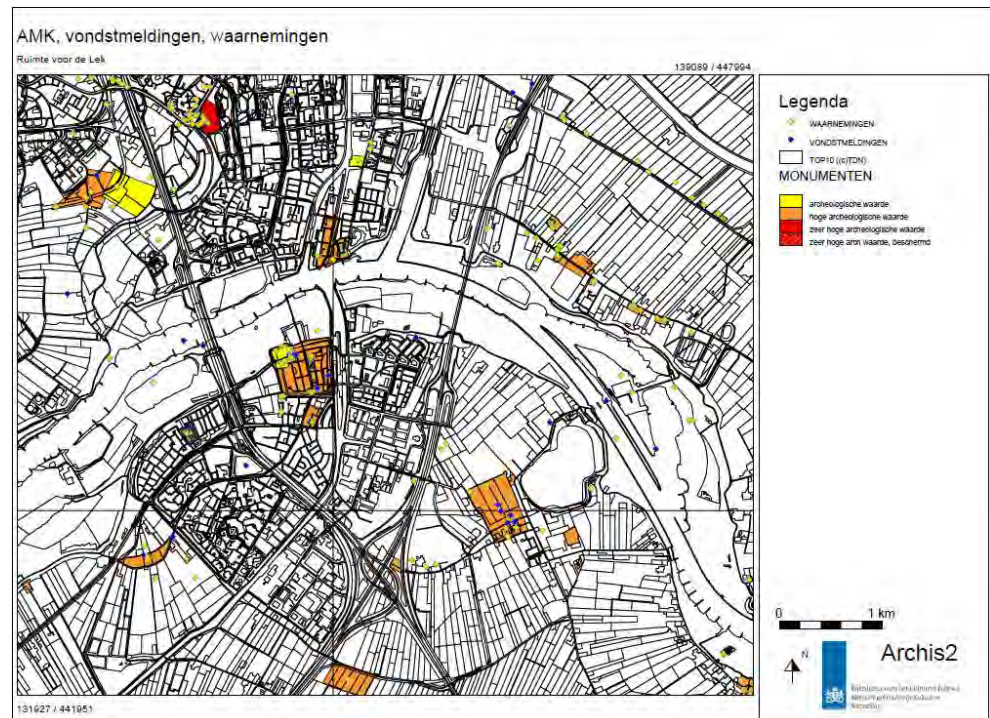 AMK, vondstmeldingen, waarnemingen
Ruimte voor de Lek
139089 / 447994
Legenda
WAARNEMINGEN
VONDSTMELDINGEN
TOP10 ((c)TDN)
MONUMENTEN
archeologische waarde
hoge archeologische waarde
zeer hoge archeologische waarde
zeer hoge arch waarde, beschermd
0 1 km
N
Archis2
131927 / 441951